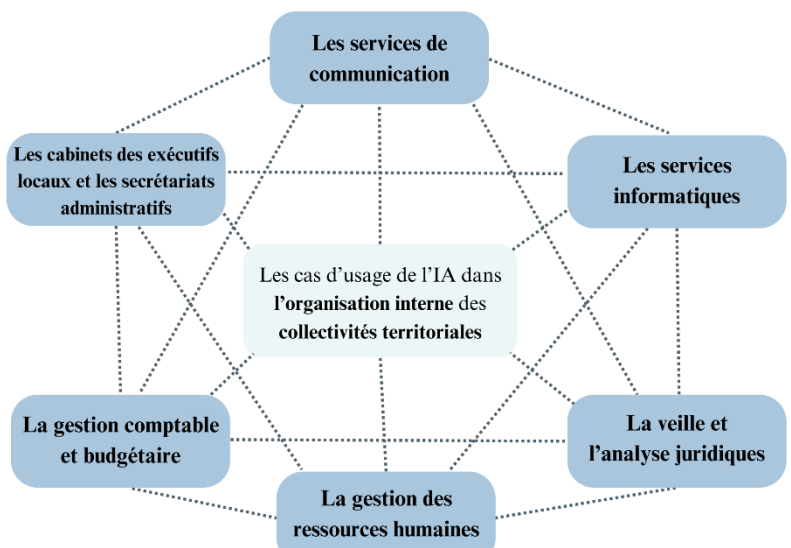 Les services de
communication
Les cabinets des exécutifs
locaux et les secrétariats
administratifs
Les services
informatiques
Les cas d'usage de l'IA dans
l'organisation interne des
collectivités territoriales
La gestion comptable
et budgétaire
La veille et
l'analyse juridiques
La gestion des
ressources humaines